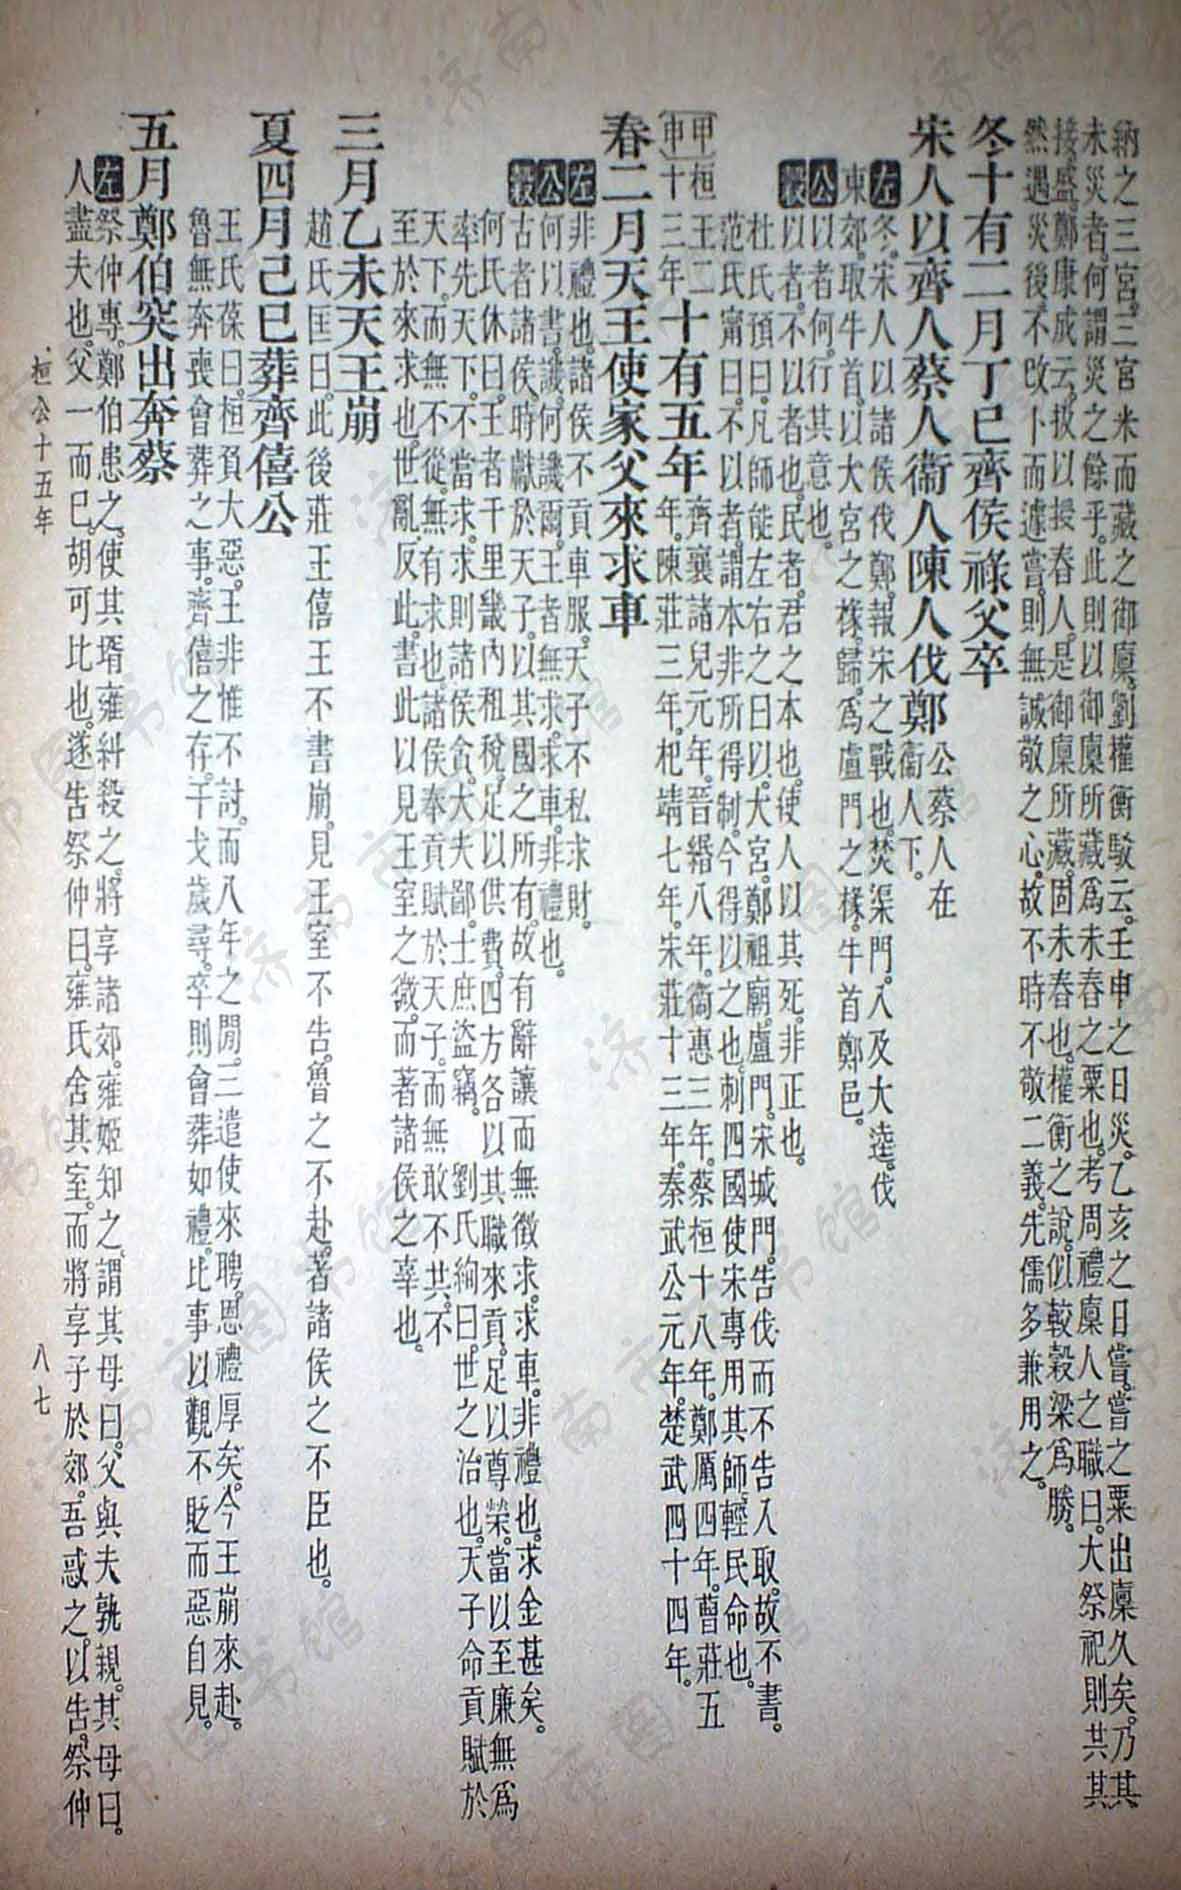 納之三宮。三宮米而藏之御廩。劉權衡駁云。壬申之日災。乙亥之日嘗。嘗之粟出廩久矣。乃其
未災者。何謂災之餘乎。此則以御廩所藏爲未舂之粟也。考周禮廩人之職曰。大祭祀則共其
接盛。鄭康成云。扱以授舂人。是御廩所藏。固未舂也。權衡之說。似較穀梁爲勝。
然遇災後。不改卜而遽嘗。則無誠敬之心。故不時不敬二義。先儒多兼用之。
冬十有二月丁巳齊侯祿父卒
宋人以齊人蔡人衞人陳人伐鄭 公蔡人在衞人下。
左 冬。宋人以諸侯伐鄭。報宋之戰也。焚渠門。入及大逵。伐
東郊。取牛首。以大宮之椽。歸。爲盧門之椽。牛首鄭邑。
公 以者何。行其意也。
穀 以者。不以者也。民者。君之本也。使人以其死。非正也。
杜氏預曰。凡師能左右之曰以。大宮。鄭祖廟。盧門。宋城門。告伐而不告入取。故不書。
范氏甯曰。不以者。謂本非所得制。今得以之也。刺四國使宋專用其師。輕民命也。
甲申 桓王二十三年 十有五年 齊襄諸兒元年。晉緡八年。衞惠三年。蔡桓十八年。鄭厲四年。曹莊五
年。陳莊三年。杞靖七年。宋莊十三年。秦武公元年。楚武四十四年。
春二月天王使家父來求車
左 非禮也。諸侯不貢車服。天子不私求財。
公 何以書。譏。何譏爾。王者無求。求車。非禮也。
穀 古者諸侯。時獻於天子。以其國之所有。故有辭讓而無徵求。求車。非禮也。求金甚矣。
何氏休曰。王者千里畿內租稅。足以供費。四方各以其職來貢。足以尊榮。當以至廉無爲
率先天下。不當求。求則諸侯貪。大夫鄙。士庶盜竊。 劉氏絢曰。世之治也。天子命貢賦於
天下。而無不從。無有求也。諸侯奉貢賦於天子。而無敢不共。不
至於來求也。世亂。反此。書此以見王室之微。而著諸侯之辜也。
三月乙未天王崩
趙氏匡曰。此後莊王僖王不書崩。見王室不告。魯之不赴。著諸侯之不臣也。
夏四月己巳葬齊僖公
王氏葆曰。桓負大惡。王非惟不討。而八年之閒。三遣使來聘。恩禮厚矣。今王崩來赴。
魯無奔喪會葬之事。齊僖之存。干戈歲尋。卒則會葬如禮。比事以觀。不貶而惡自見。
五月鄭伯突出奔蔡
左 祭仲專。鄭伯患之。使其壻雍糾殺之。將享諸郊。雍姬知之。謂其母曰。父與夫孰親。其母曰。
人盡夫也。父一而已。胡可比也。遂告祭仲曰。雍氏舍其室。而將享子於郊。吾惑之。以告。祭仲
桓公十五年
八七